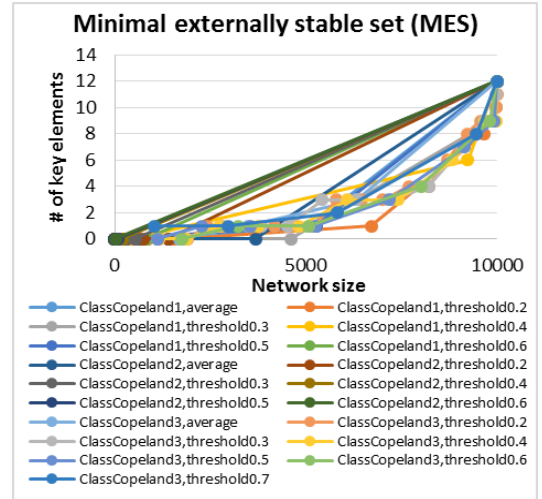 Minimal externally stable set (MES)
# of key elements
14
12
10
8
6
4
2
0
0 5000 10000
Network size
ClassCopeland1,average ClassCopeland1,threshold0.2
ClassCopeland1,threshold0.3 ClassCopeland1,threshold0.4
ClassCopeland1,threshold0.5 ClassCopeland1,threshold0.6
ClassCopeland2,average ClassCopeland2,threshold0.2
ClassCopeland2,threshold0.3 ClassCopeland2,threshold0.4
ClassCopeland2,threshold0.5 ClassCopeland2,threshold0.6
ClassCopeland3,average ClassCopeland3,threshold0.2
ClassCopeland3,threshold0.3 ClassCopeland3,threshold0.4
ClassCopeland3,threshold0.5 ClassCopeland3,threshold0.6
ClassCopeland3,threshold0.7